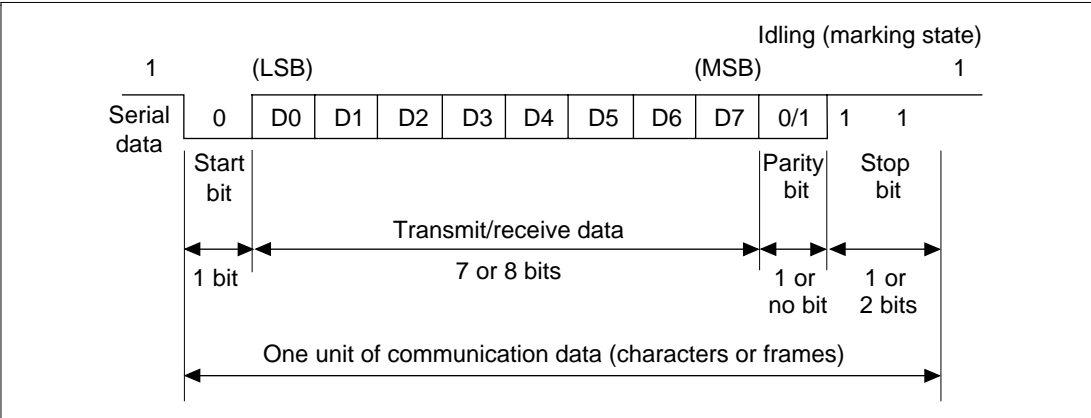 Idling (marking state)
1 (LSB) (MSB) 1
Serial data
0 D0 D1 D2 D3 D4 D5 D6 D7 0/1 1 1
Start bit
Parity bit
Stop bit
Transmit/receive data
1 bit
7 or 8 bits
1 or no bit
1 or 2 bits
One unit of communication data (characters or frames)